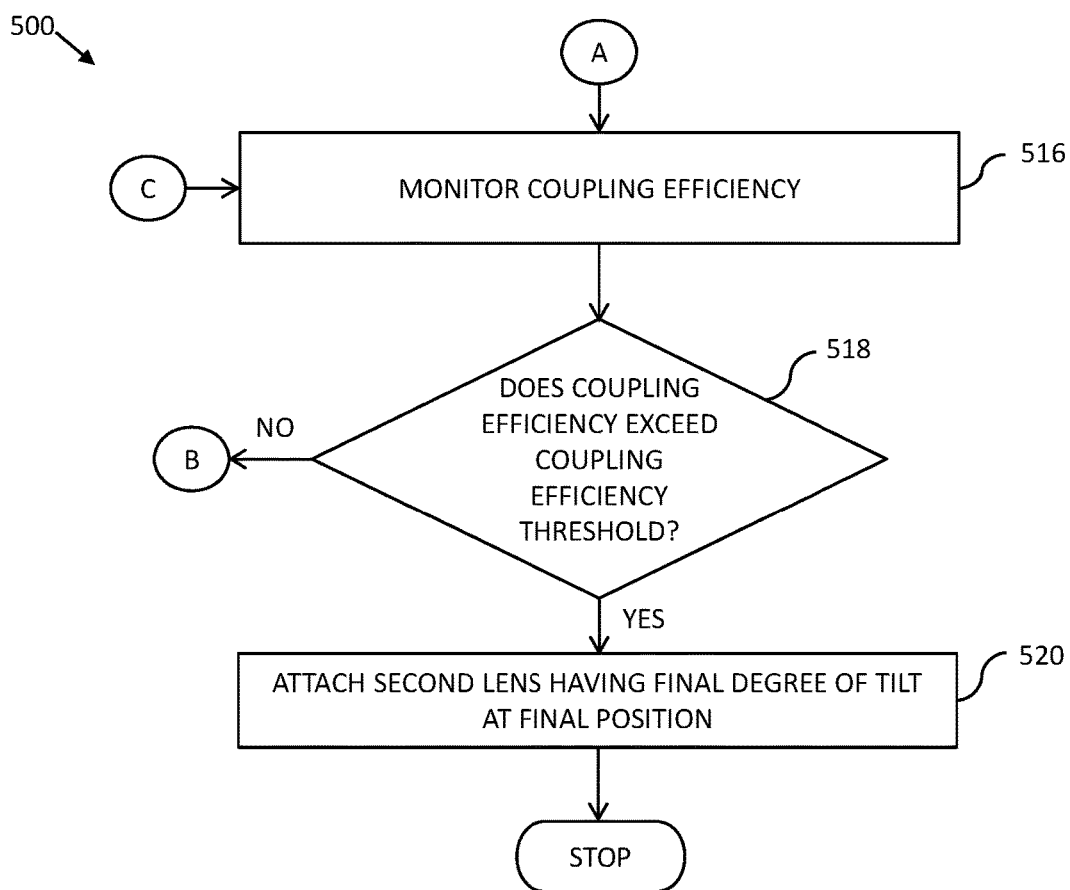 500
A
C
MONITOR COUPLING EFFICIENCY
516
DOES COUPLING
EFFICIENCY EXCEED
COUPLING
EFFICIENCY
THRESHOLD?
518
NO
B
YES
ATTACH SECOND LENS HAVING FINAL DEGREE OF TILT
AT FINAL POSITION
520
STOP